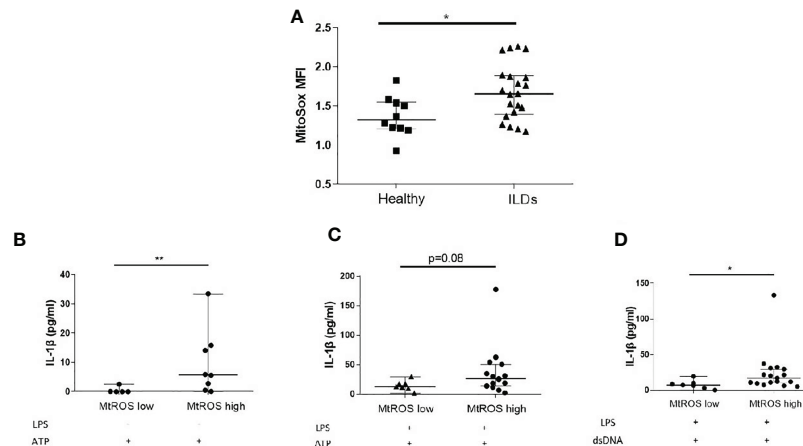 A
*
2.5
2.0
1.5
1.0
0.5
MitoSox MFI
Healthy ILDs
B
**
40
30
20
10
0
IL-1β (pg/ml)
MtROS low MtROS high
LPS - -
ATP + +
C
p=0.08
200
150
100
50
0
IL-1β (pg/ml)
MtROS low MtROS high
LPS + +
ATP + +
D
*
150
100
50
0
IL-1β (pg/ml)
MtROS low MtROS high
LPS + +
dsDNA + +